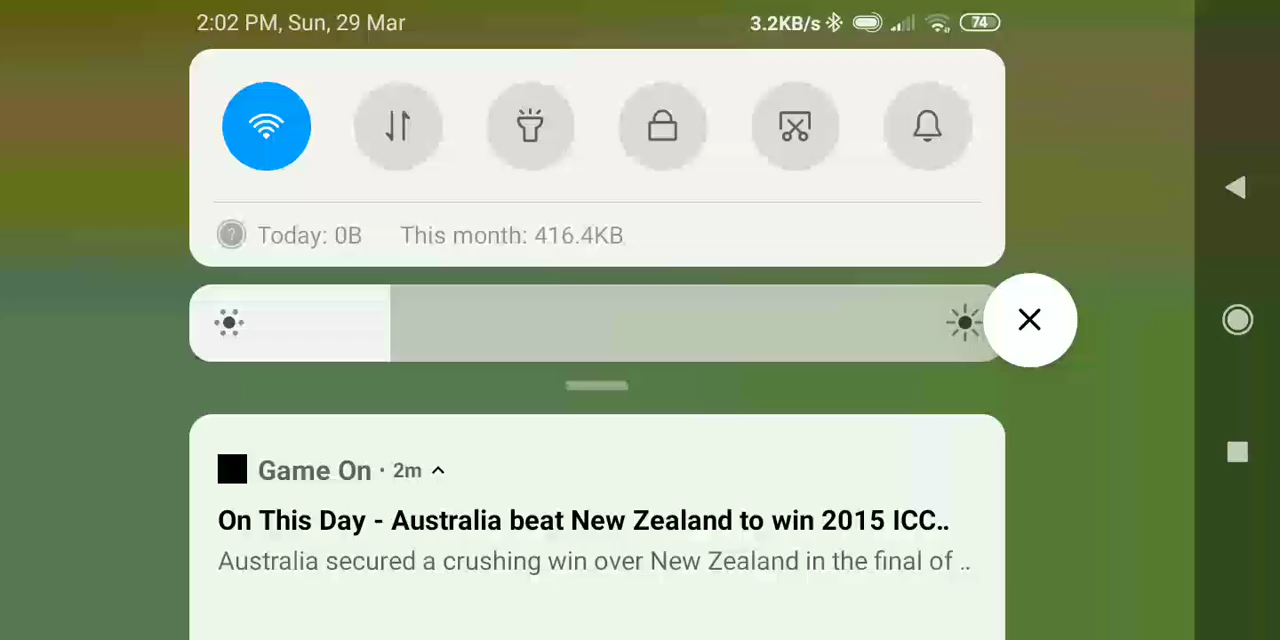 2:02 PM, Sun, 29 Mar 3.2KB/s 74
Today: 0B This month: 416.4KB
Game On · 2m
On This Day - Australia beat New Zealand to win 2015 ICC..
Australia secured a crushing win over New Zealand in the final of ..